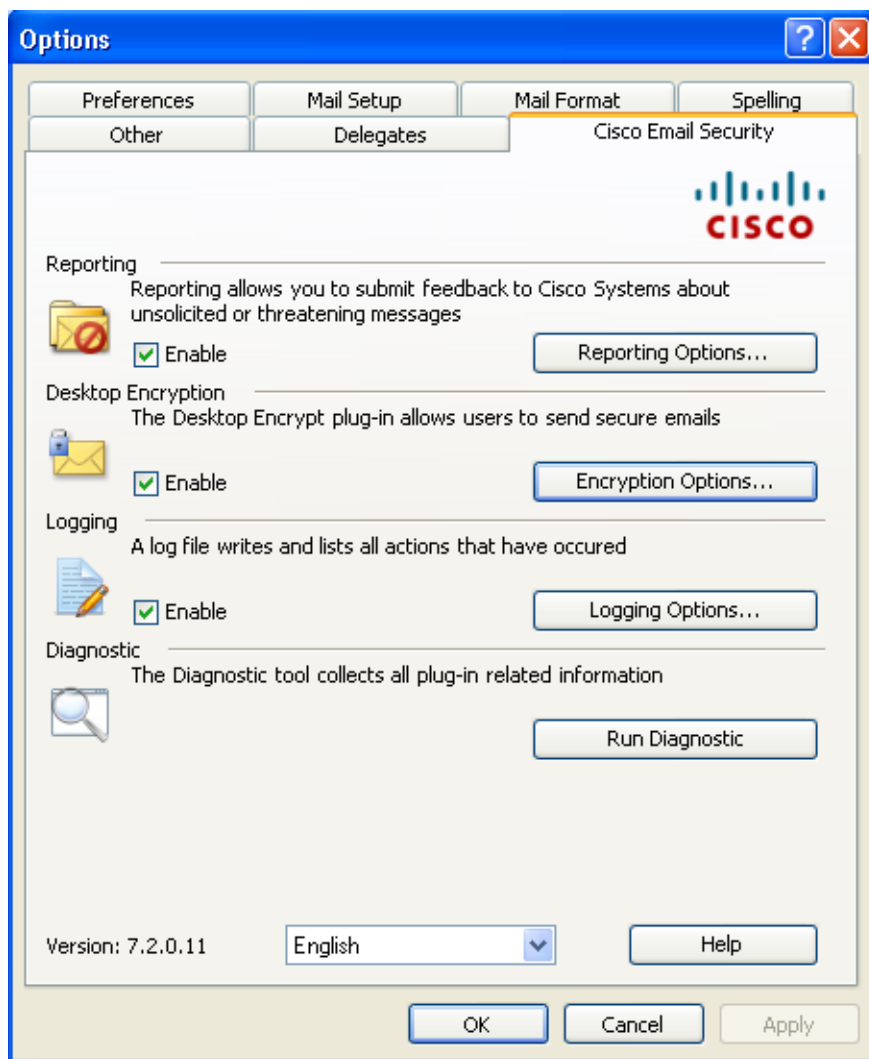 Options
Preferences
Mail Setup
Mail Format
Spelling
Other
Delegates
Cisco Email Security
CISCO
Reporting
Reporting allows you to submit feedback to Cisco Systems about
unsolicited or threatening messages
Enable
Reporting Options...
Desktop Encryption
The Desktop Encrypt plug-in allows users to send secure emails
Enable
Encryption Options...
Logging
A log file writes and lists all actions that have occured
Enable
Logging Options...
Diagnostic
The Diagnostic tool collects all plug-in related information
Run Diagnostic
Version: 7.2.0.11
English
Help
OK
Cancel
Apply